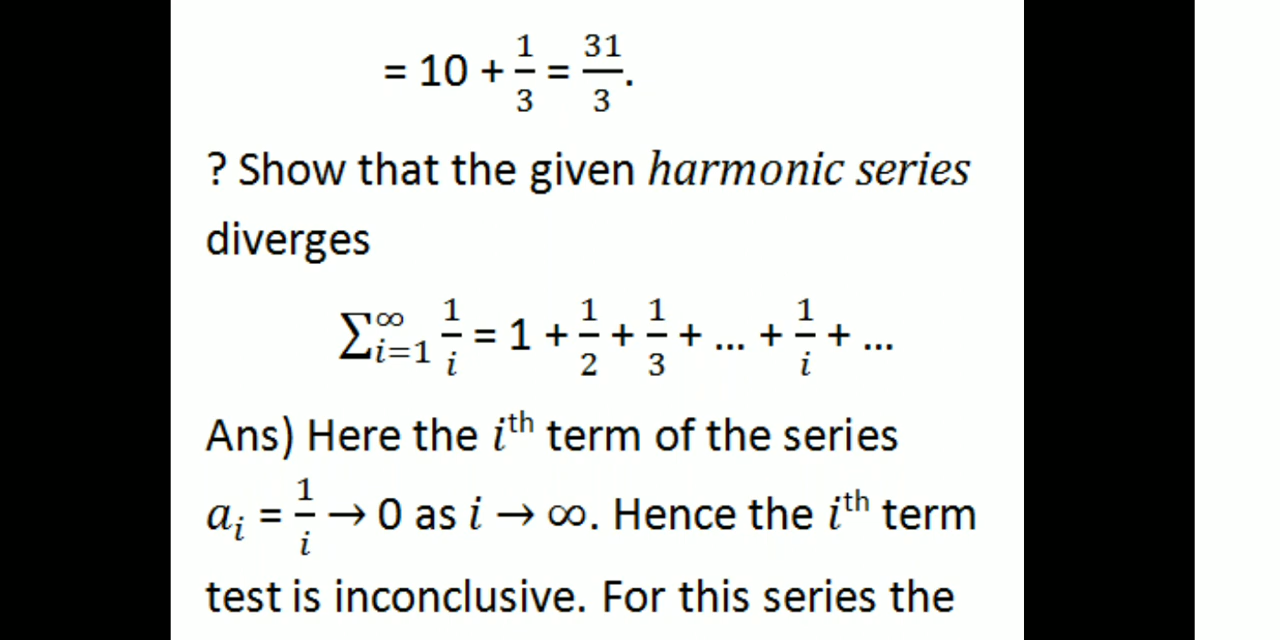 = 10 + 1/3 = 31/3.
? Show that the given harmonic series
diverges
∑_{i=1}^{∞} 1/i = 1 + 1/2 + 1/3 + ... + 1/i + ...
Ans) Here the i^th term of the series
a_i = 1/i → 0 as i → ∞. Hence the i^th term
test is inconclusive. For this series the